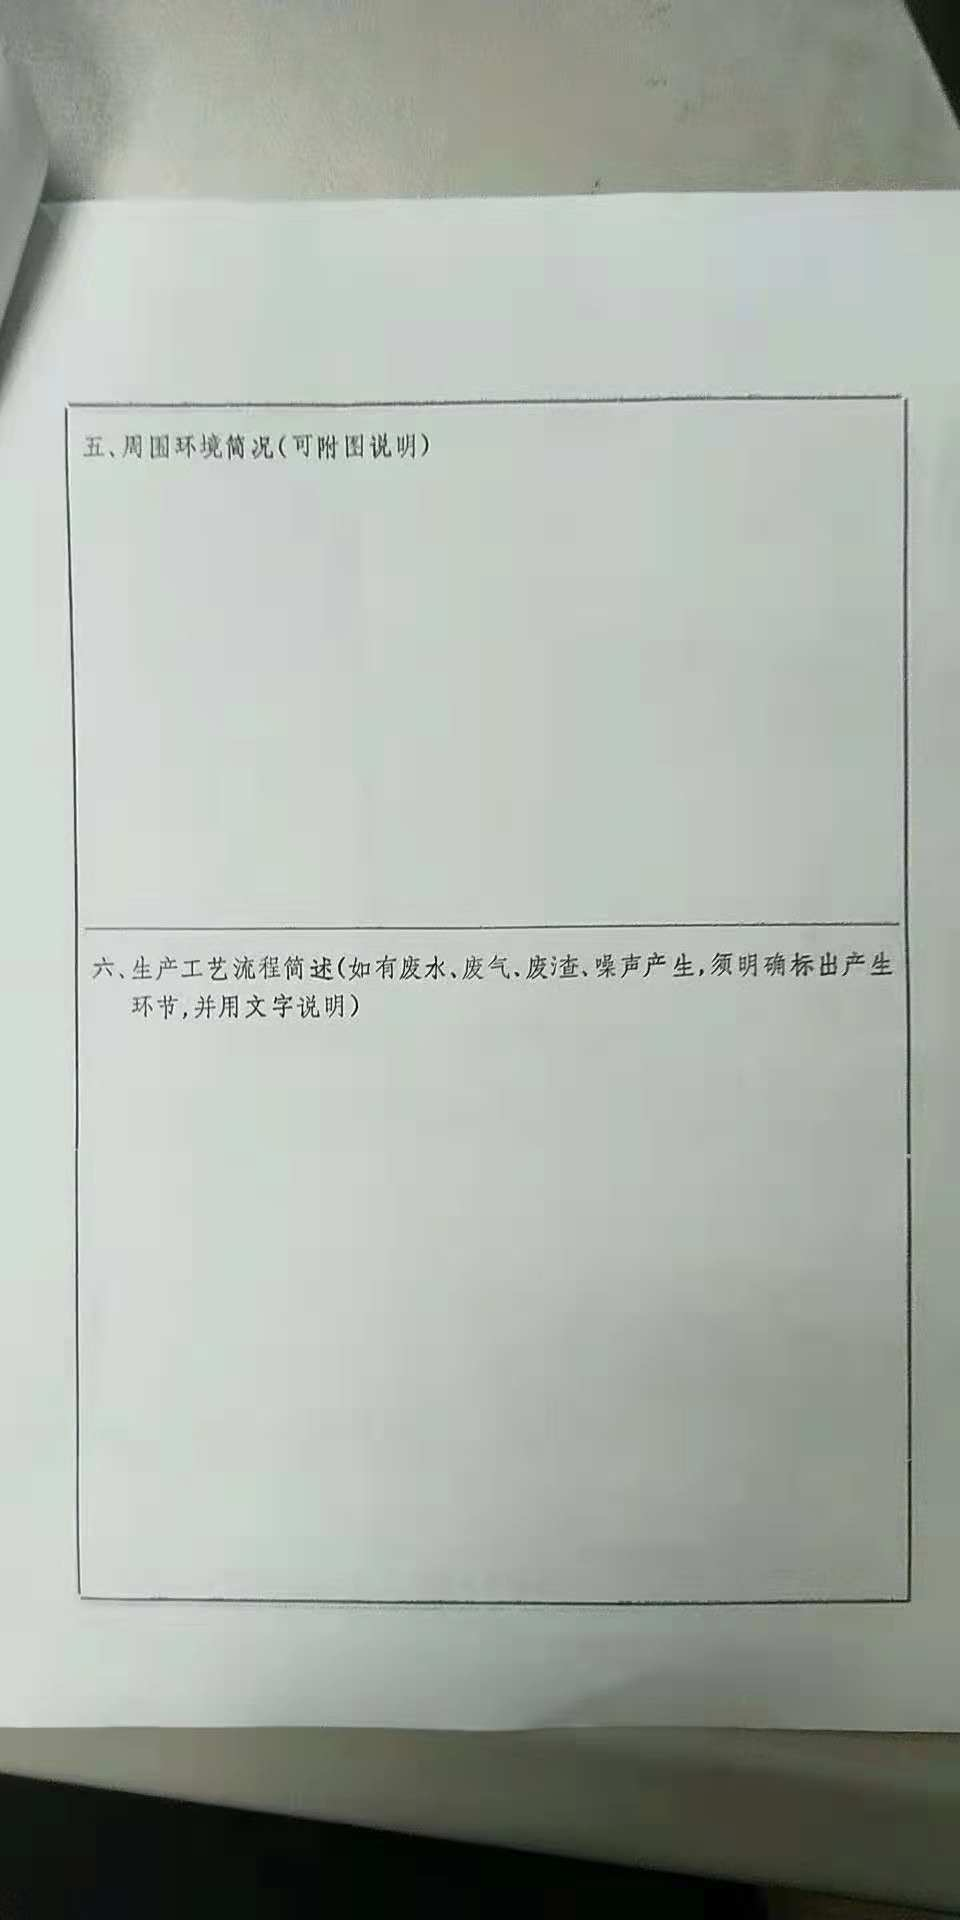 五、周围环境简况(可附图说明)
六、生产工艺流程简述(如有废水、废气、废渣、噪声产生,须明确标出产生
环节,并用文字说明)